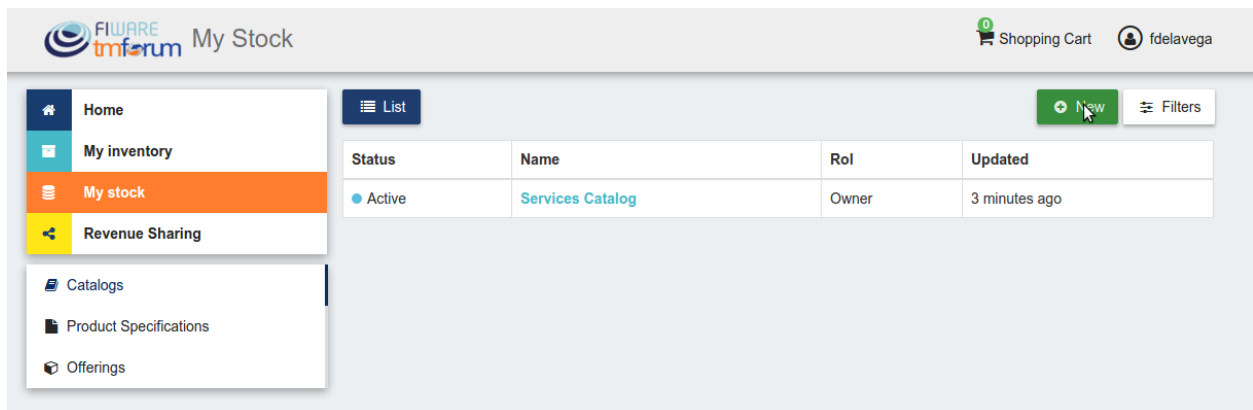 FIWARE
tmforum
My Stock
0
Shopping Cart
fdelavega
Home
My inventory
My stock
Revenue Sharing
Catalogs
Product Specifications
Offerings
List
New
Filters
Status Name Rol Updated
Active Services Catalog Owner 3 minutes ago